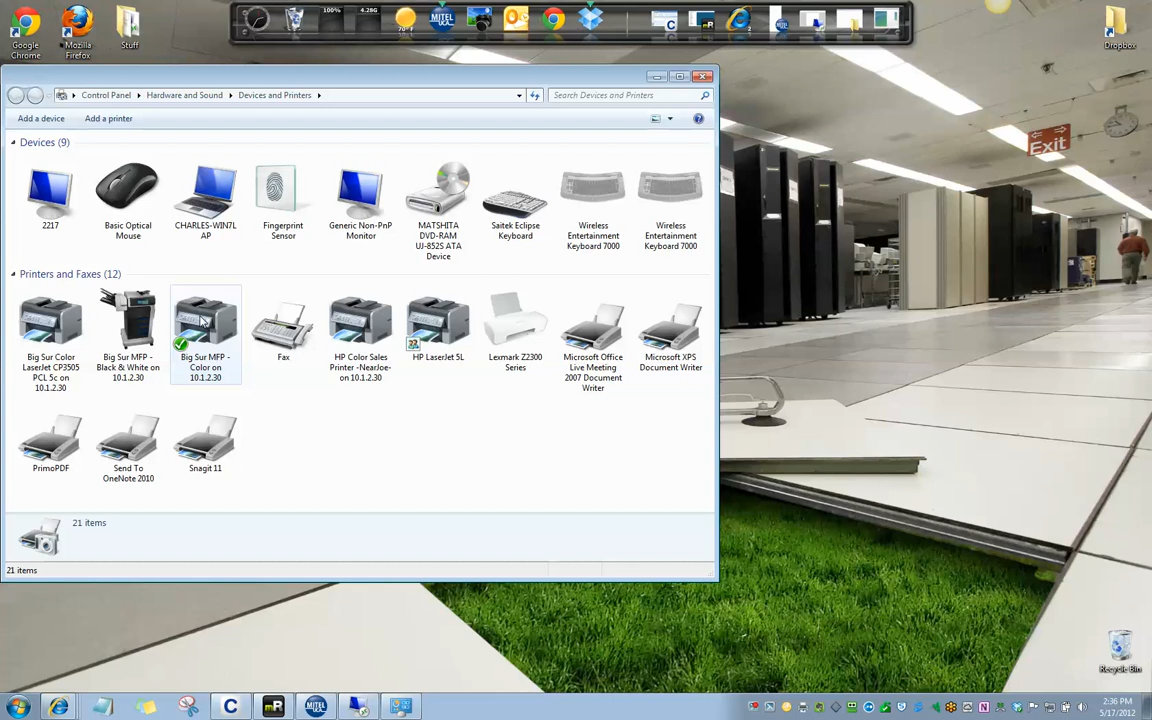 100%
4.28G
70°F
MITEL
Google
Chrome
Mozilla
Firefox
Stuff
Dropbox
Exit
Control Panel
Hardware and Sound
Devices and Printers
Search Devices and Printers
Add a device
Add a printer
Devices (9)
2217
Basic Optical
Mouse
CHARLES-WIN7L
AP
Fingerprint
Sensor
Generic Non-PnP
Monitor
MATSHITA
DVD-RAM
UJ-852S ATA
Device
Saitek Eclipse
Keyboard
Wireless
Entertainment
Keyboard 7000
Wireless
Entertainment
Keyboard 7000
Printers and Faxes (12)
Big Sur Color
LaserJet CP3505
PCL 5c on
10.1.2.30
Big Sur MFP -
Black & White on
10.1.2.30
Big Sur MFP -
Color on
10.1.2.30
Fax
HP Color Sales
Printer -NearJoe-
on 10.1.2.30
HP LaserJet 5L
Lexmark Z2300
Series
Microsoft Office
Live Meeting
2007 Document
Writer
Microsoft XPS
Document Writer
PrimoPDF
Send To
OneNote 2010
Snagit 11
21 items
21 items
Recycle Bin
C
mR
MITEL
2:36 PM
5/17/2012